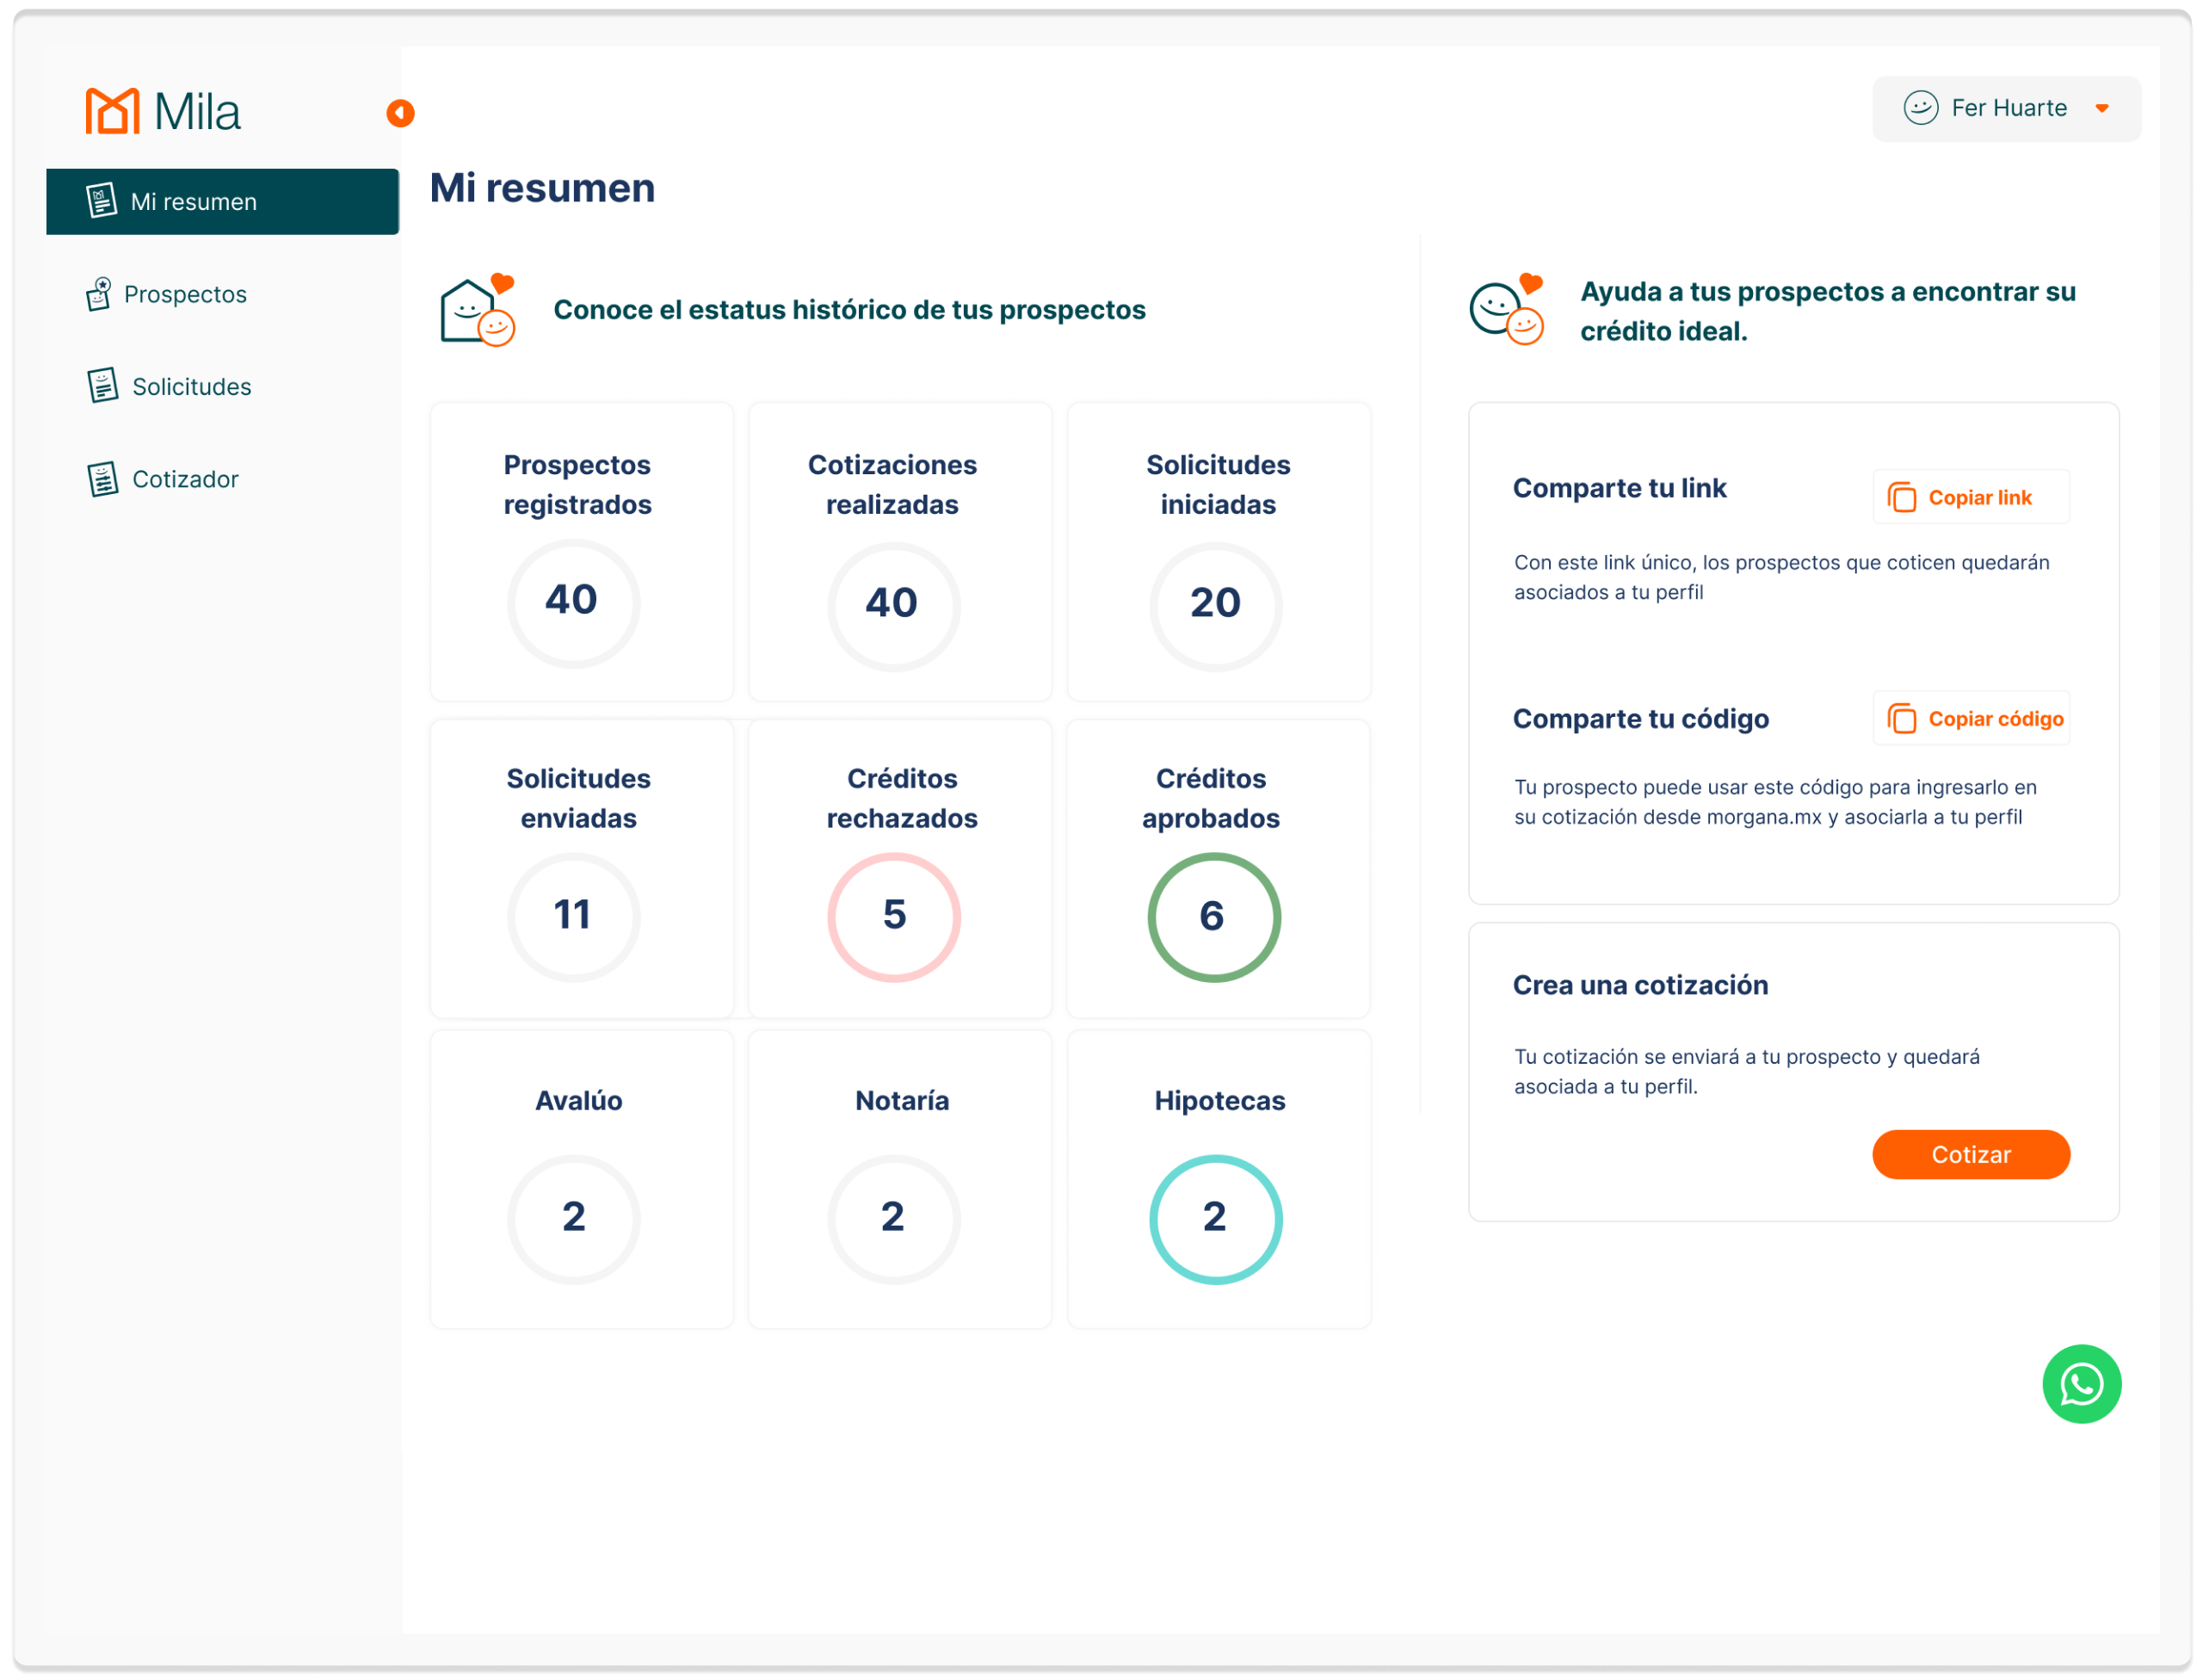 Mila
Fer Huarte
Mi resumen
Prospectos
Solicitudes
Cotizador
Mi resumen
Conoce el estatus histórico de tus prospectos
Prospectos
registrados
40
Cotizaciones
realizadas
40
Solicitudes
iniciadas
20
Solicitudes
enviadas
11
Créditos
rechazados
5
Créditos
aprobados
6
Avalúo
2
Notaría
2
Hipotecas
2
Ayuda a tus prospectos a encontrar su
crédito ideal.
Comparte tu link
Copiar link
Con este link único, los prospectos que coticen quedarán
asociados a tu perfil
Comparte tu código
Copiar código
Tu prospecto puede usar este código para ingresarlo en
su cotización desde morgana.mx y asociarla a tu perfil
Crea una cotización
Tu cotización se enviará a tu prospecto y quedará
asociada a tu perfil.
Cotizar